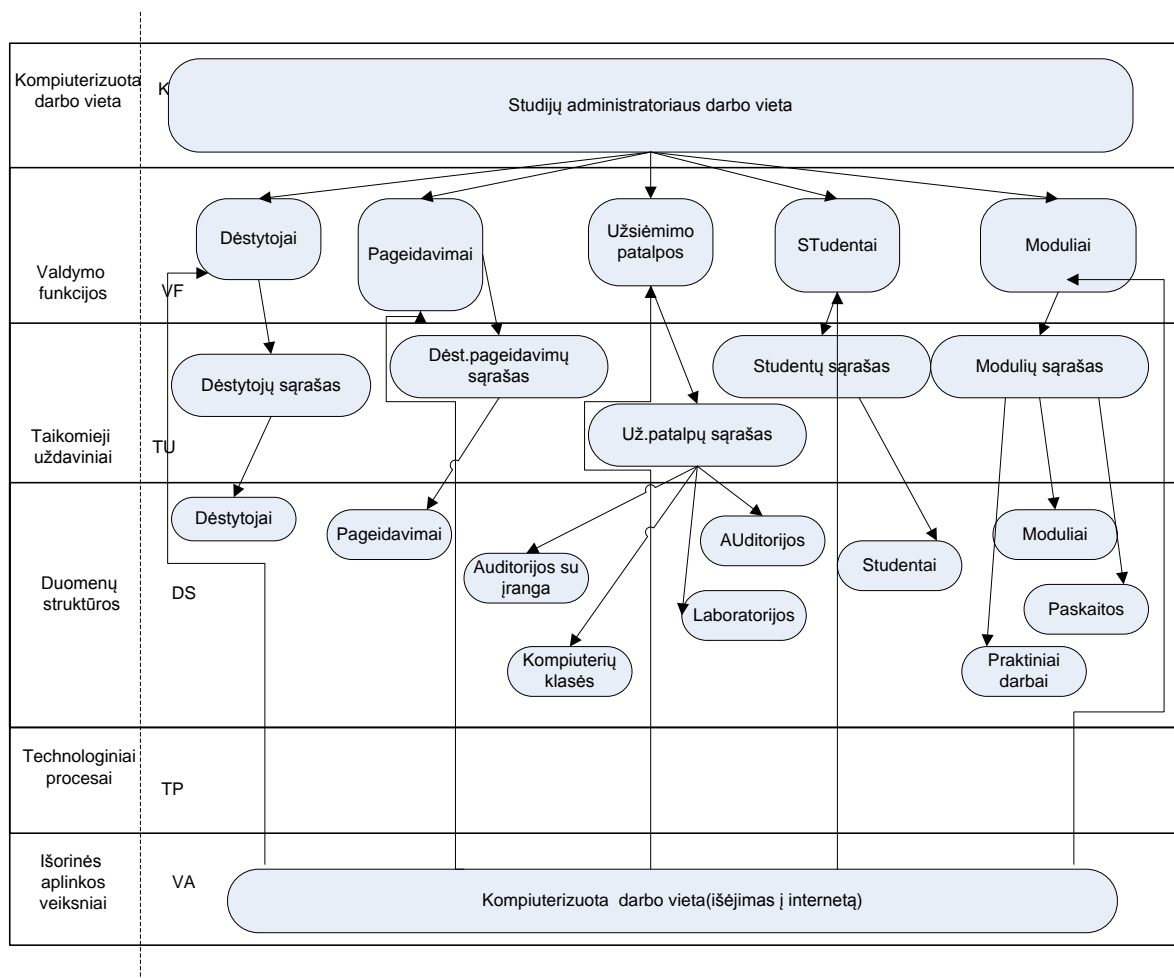 Kompiuterizuota
darbo vieta
K
Studijų administratoriaus darbo vieta
Valdymo
funkcijos
VF
Dėstytojai
Pageidavimai
Užsiėmimo
patalpos
STudentai
Moduliai
Taikomieji
uždaviniai
TU
Dėstytojų sąrašas
Dėst.pageidavimų
sąrašas
Už.patalpų sąrašas
Studentų sąrašas
Modulių sąrašas
Duomenų
struktūros
DS
Dėstytojai
Pageidavimai
Auditorijos su
įranga
Kompiuterių
klasės
AUditorijos
Laboratorijos
Studentai
Moduliai
Paskaitos
Praktiniai
darbai
Technologiniai
procesai
TP
Išorinės
aplinkos
veiksniai
VA
Kompiuterizuota darbo vieta(išėjimas į internetą)